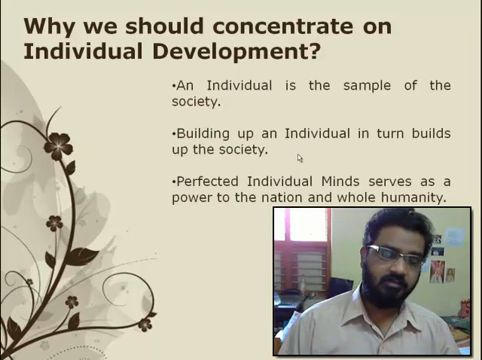 Why we should concentrate on
Individual Development?
•An Individual is the sample of the
society.
•Building up an Individual in turn builds
up the society.
•Perfected Individual Minds serves as a
power to the nation and whole humanity.